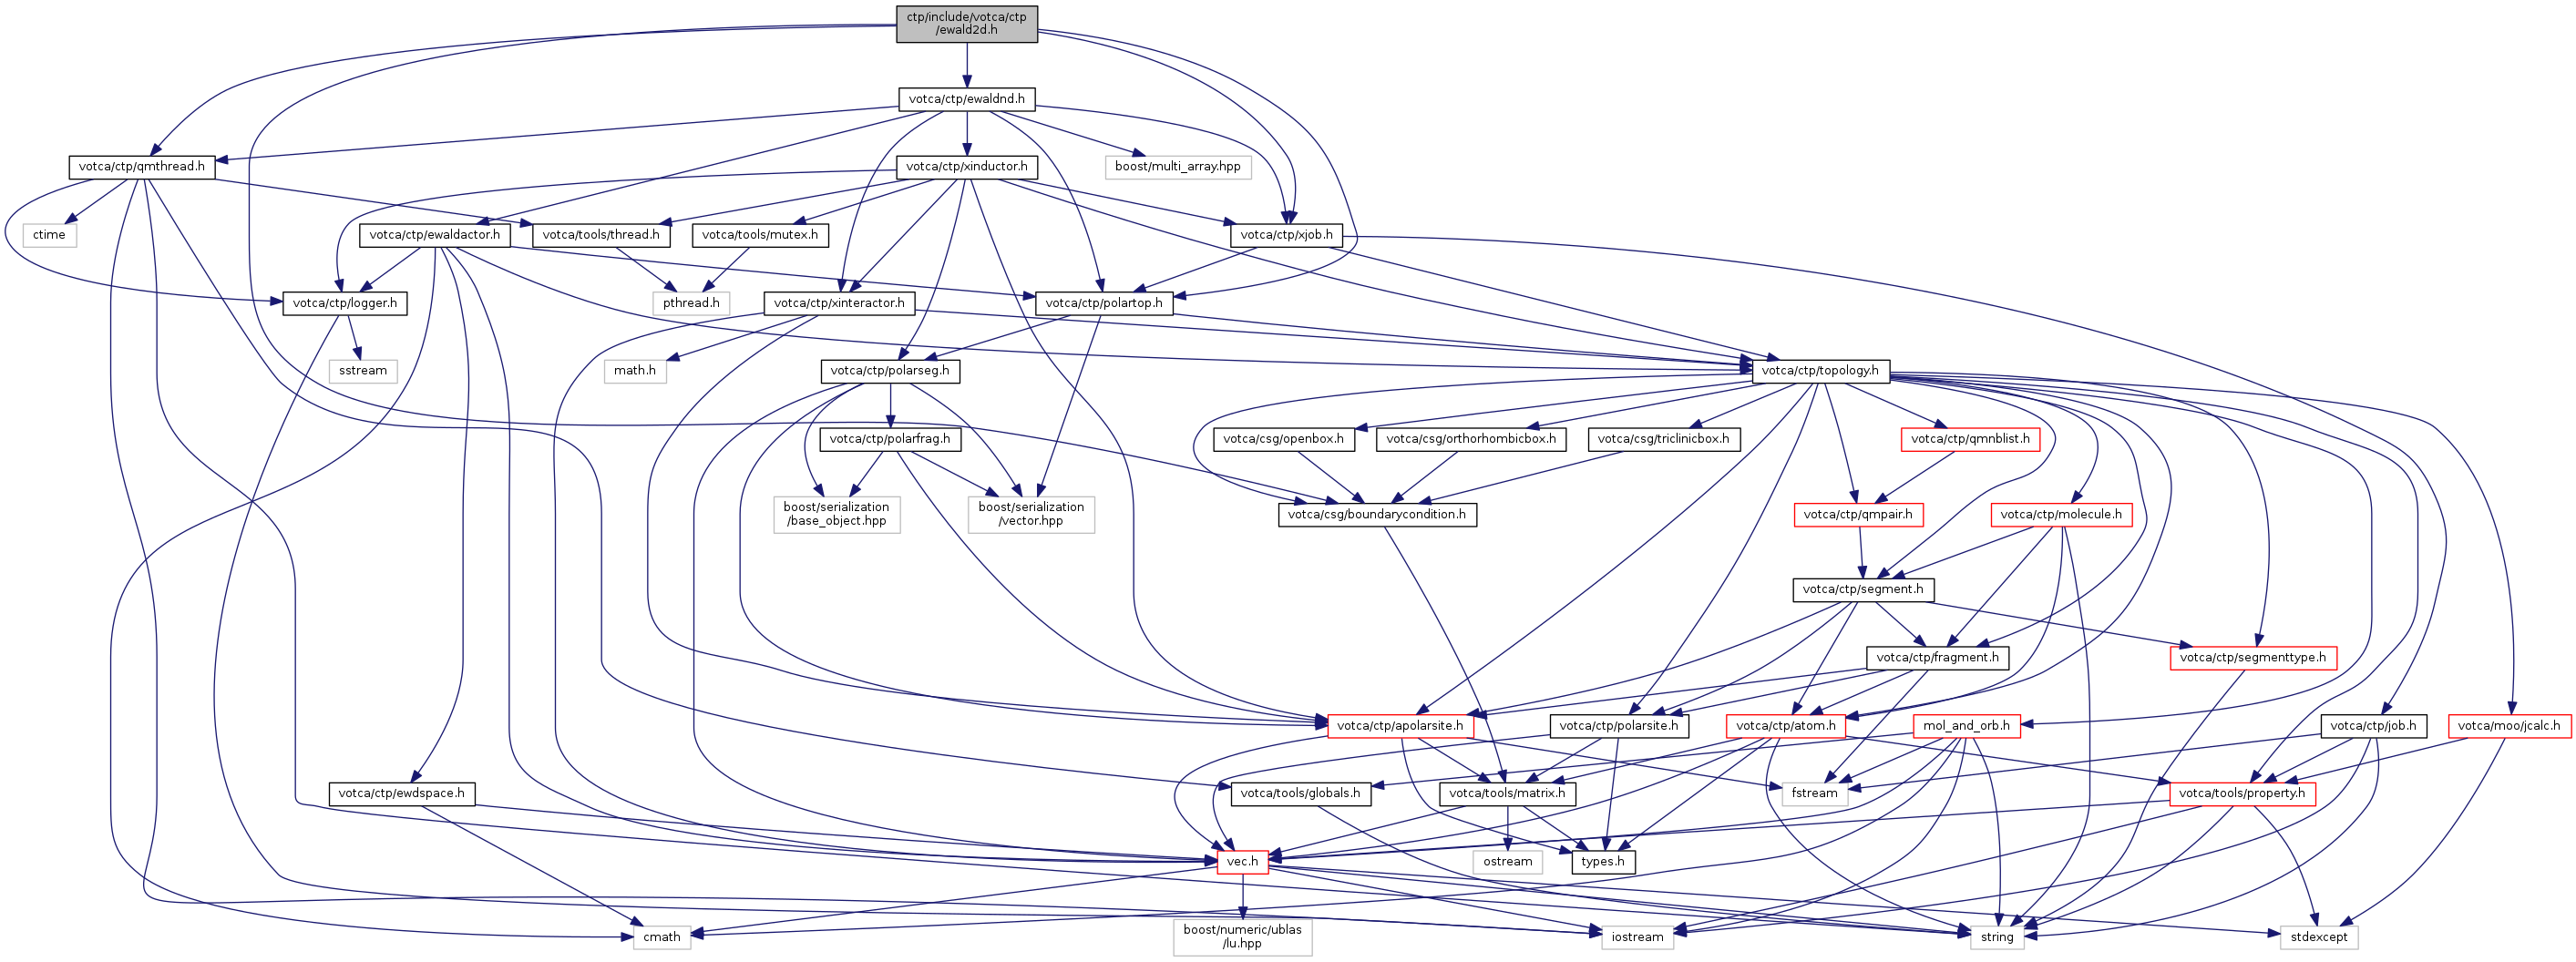 ctp/include/votca/ctp
/ewald2d.h
votca/ctp/ewaldnd.h
votca/ctp/qmthread.h
votca/ctp/xinductor.h
boost/multi_array.hpp
ctime
votca/ctp/ewaldactor.h
votca/tools/thread.h
votca/tools/mutex.h
votca/ctp/xjob.h
votca/ctp/logger.h
pthread.h
votca/ctp/xinteractor.h
votca/ctp/polartop.h
sstream
math.h
votca/ctp/polarseg.h
votca/ctp/topology.h
votca/ctp/polarfrag.h
votca/csg/openbox.h
votca/csg/orthorhombicbox.h
votca/csg/triclinicbox.h
votca/ctp/qmnblist.h
boost/serialization
/base_object.hpp
boost/serialization
/vector.hpp
votca/csg/boundarycondition.h
votca/ctp/qmpair.h
votca/ctp/molecule.h
votca/ctp/segment.h
votca/ctp/fragment.h
votca/ctp/segmenttype.h
votca/ctp/apolarsite.h
votca/ctp/polarsite.h
votca/ctp/atom.h
mol_and_orb.h
votca/ctp/job.h
votca/moo/jcalc.h
votca/ctp/ewdspace.h
votca/tools/globals.h
votca/tools/matrix.h
fstream
votca/tools/property.h
vec.h
ostream
types.h
cmath
boost/numeric/ublas
/lu.hpp
iostream
string
stdexcept